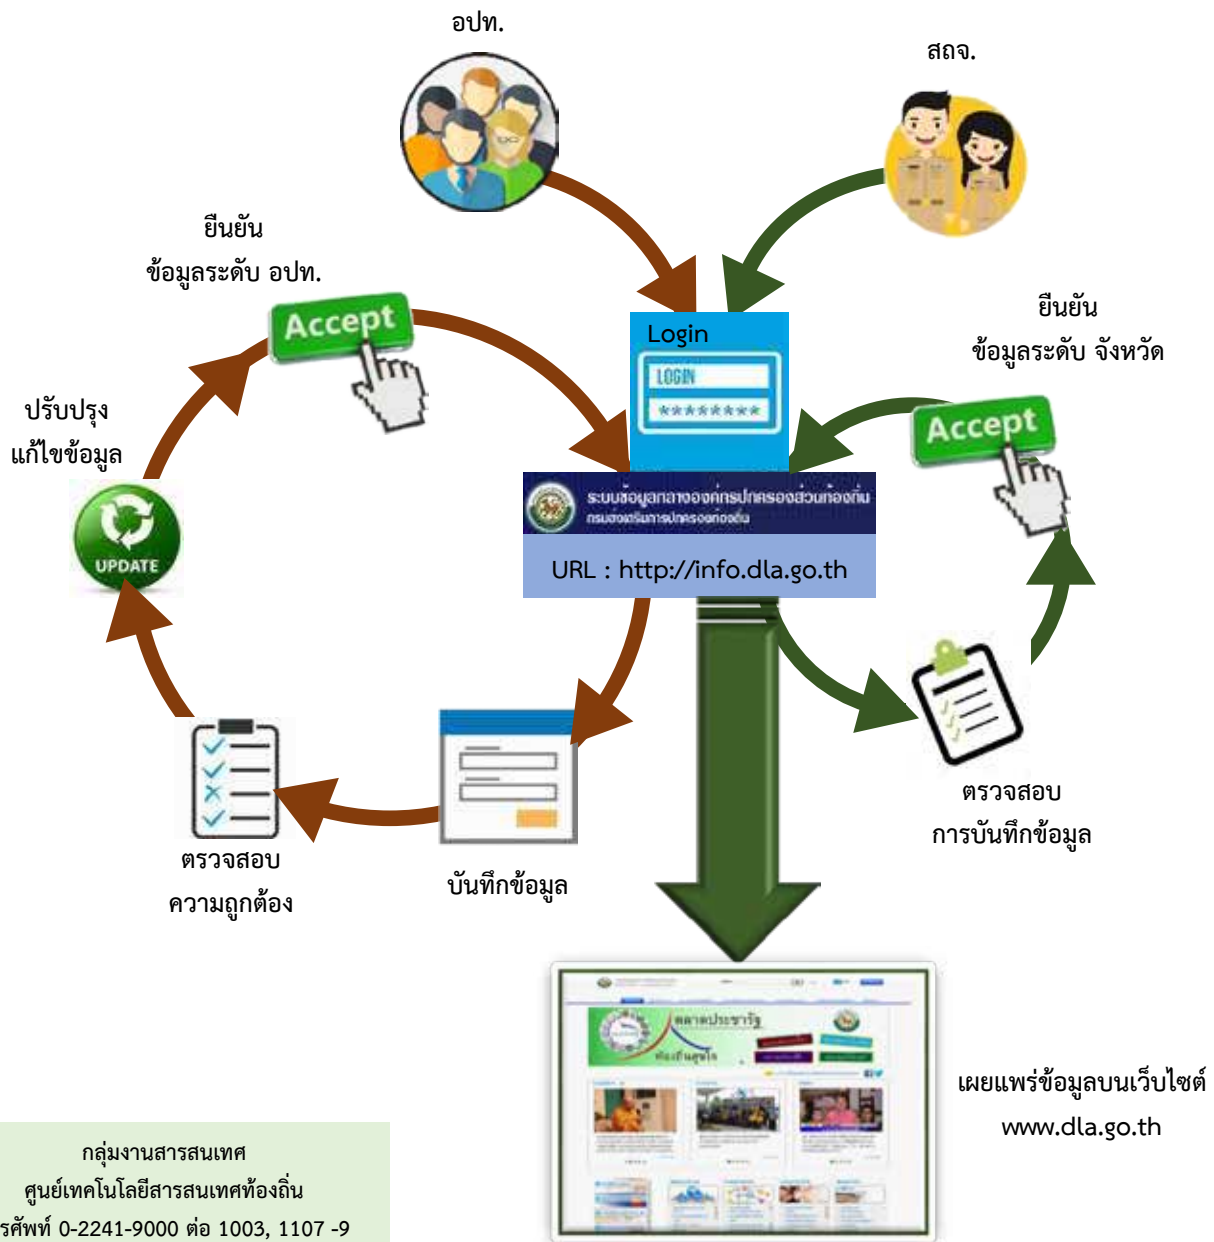 อปท.
สถจ.
ยืนยัน
ข้อมูลระดับ อปท.
Accept
Login
LOGIN
********
ยืนยัน
ข้อมูลระดับ จังหวัด
Accept
ปรับปรุง
แก้ไขข้อมูล
UPDATE
ระบบข้อมูลกลางองค์กรปกครองส่วนท้องถิ่น
กรมส่งเสริมการปกครองท้องถิ่น
URL : http://info.dla.go.th
ตรวจสอบ
การบันทึกข้อมูล
ตรวจสอบ
ความถูกต้อง
บันทึกข้อมูล
ตลาดประชารัฐ
ท้องถิ่นสุขใจ
เผยแพร่ข้อมูลบนเว็บไซต์
www.dla.go.th
กลุ่มงานสารสนเทศ
ศูนย์เทคโนโลยีสารสนเทศท้องถิ่น
รศัพท์ 0-2241-9000 ต่อ 1003, 1107 -9